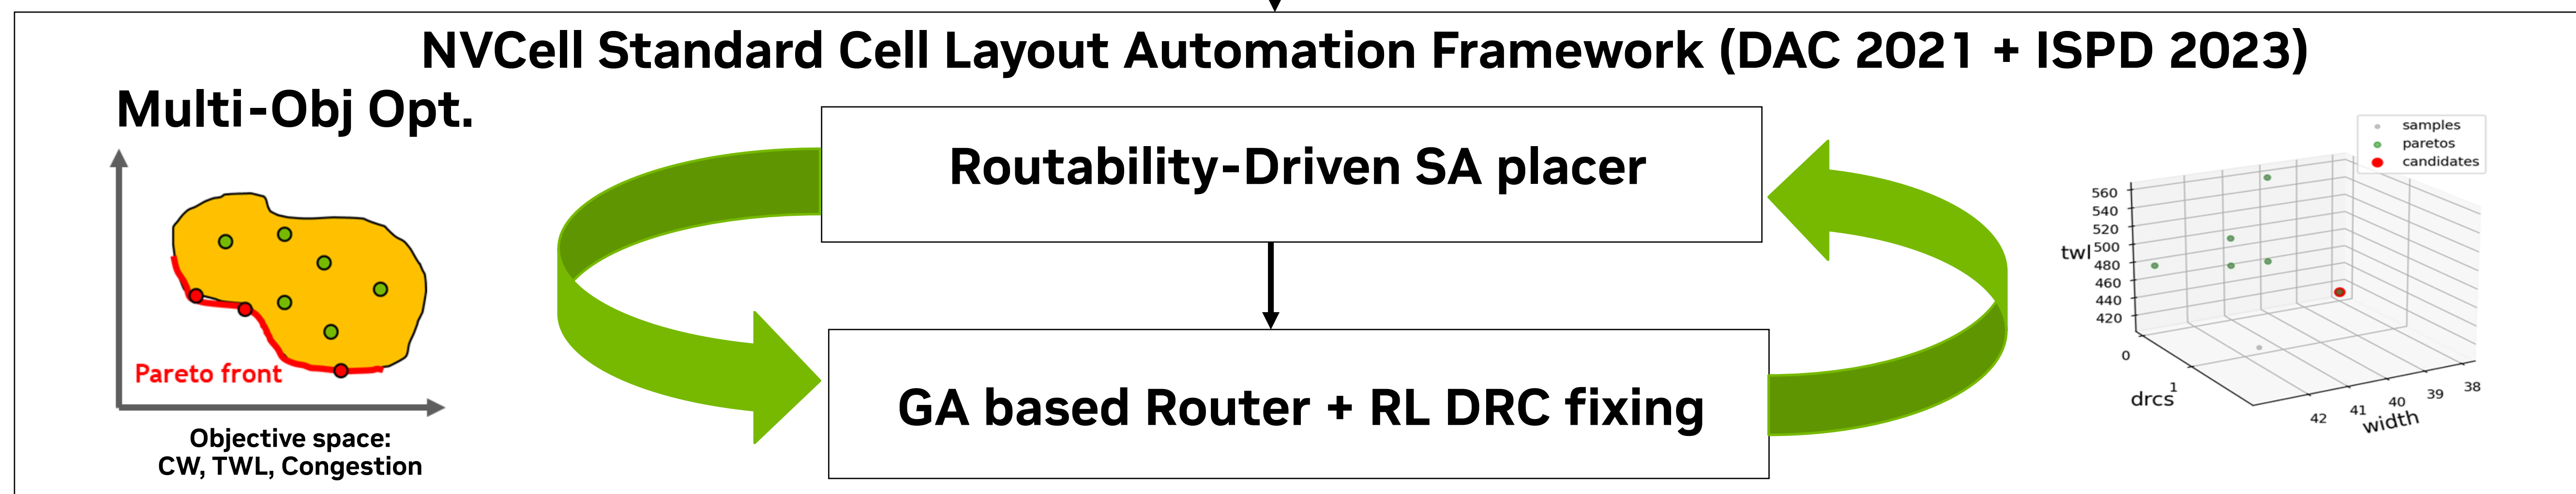 NVCell Standard Cell Layout Automation Framework (DAC 2021 + ISPD 2023)
Multi-Obj Opt.
Pareto front
Objective space:
CW, TWL, Congestion
Routability-Driven SA placer
GA based Router + RL DRC fixing
samples
paretos
candidates
560
540
520
twl 500
480
460
440
420
0
1
drcs
42
41
40
39
38
width